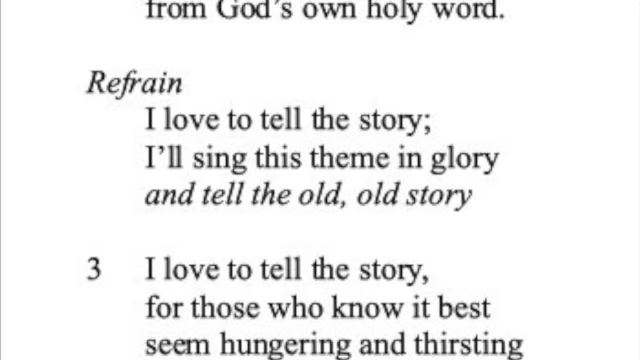 from God's own holy word.
Refrain
I love to tell the story;
I’ll sing this theme in glory
and tell the old, old story
3 I love to tell the story,
for those who know it best
seem hungering and thirsting